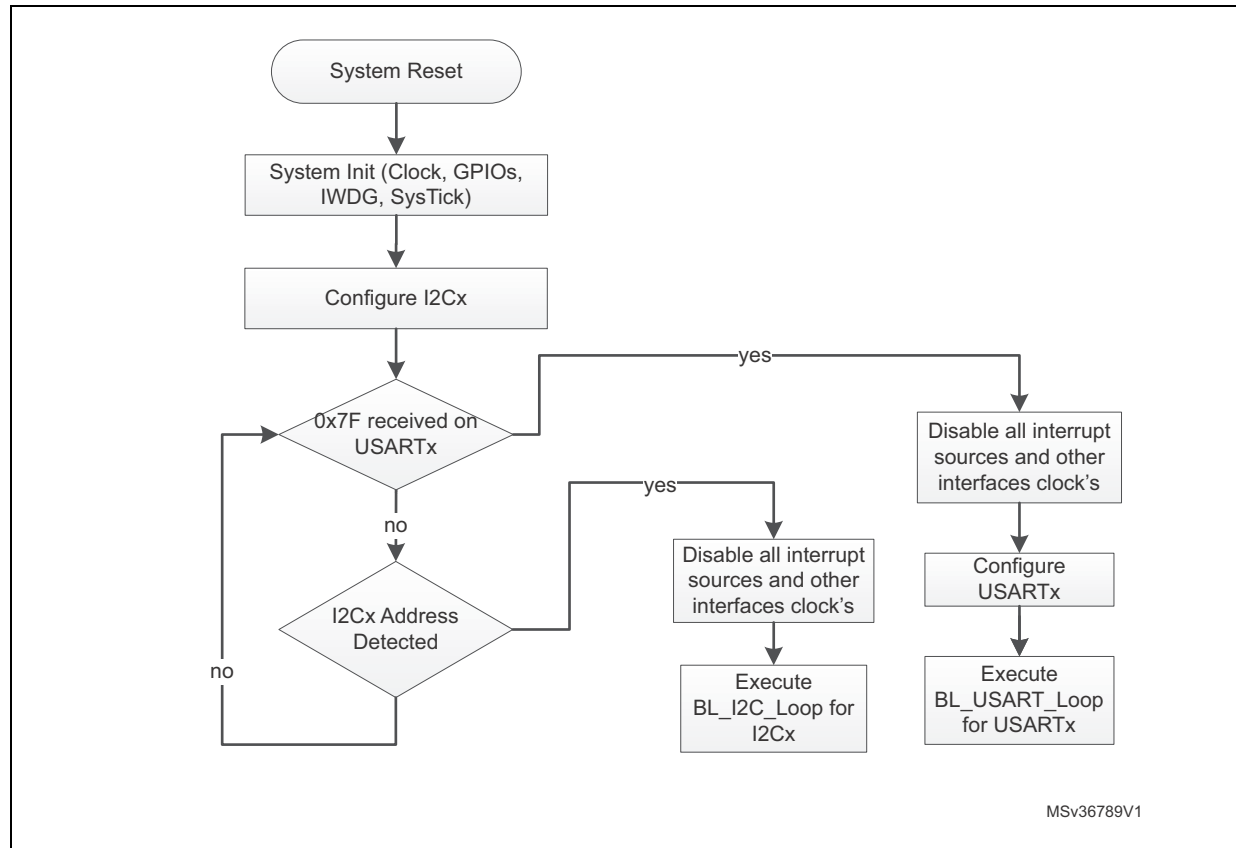 System Reset
System Init (Clock, GPIOs,
IWDG, SysTick)
Configure I2Cx
yes
0x7F received on
USARTx
Disable all interrupt
sources and other
interfaces clock's
yes
no
Disable all interrupt
sources and other
interfaces clock's
Configure
USARTx
I2Cx Address
Detected
no
Execute
BL_I2C_Loop for
I2Cx
Execute
BL_USART_Loop
for USARTx
MSv36789V1